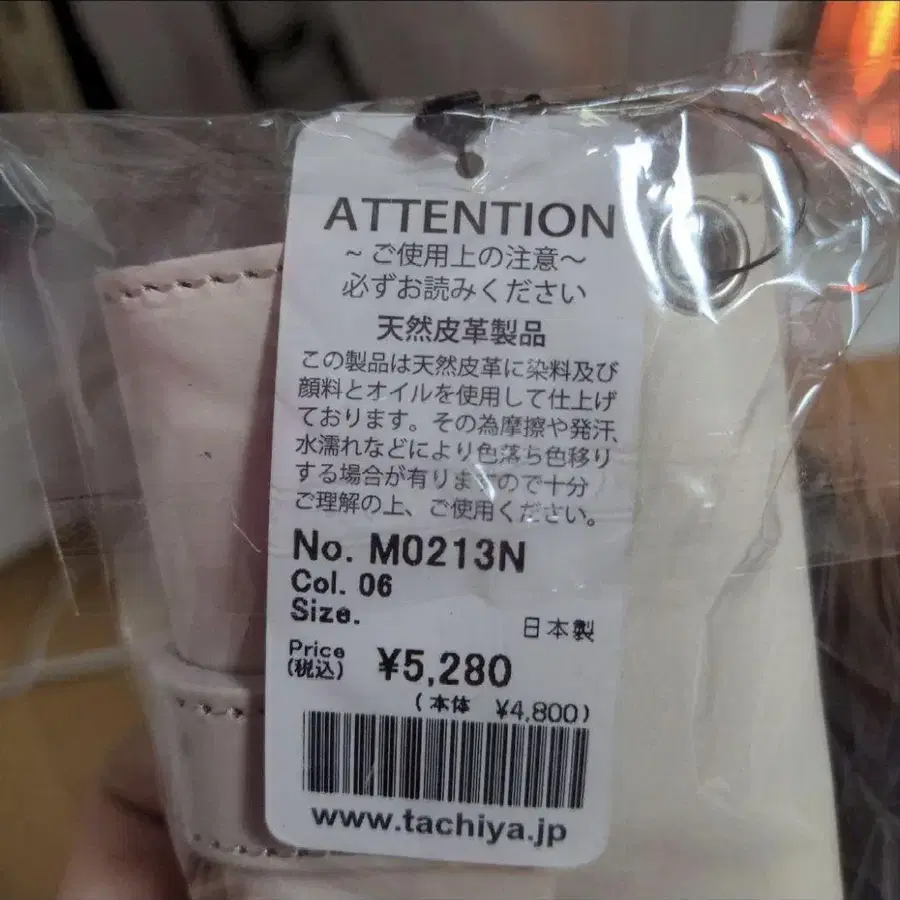 ATTENTION
～ご使用上の注意～
必ずお読みください
天然皮革製品
この製品は天然皮革に染料及び
顔料とオイルを使用して仕上げ
ております。その為摩擦や発汗、
水濡れなどにより色落ち色移り
する場合が有りますので十分
ご理解の上、ご使用ください。
No. M0213N
Col. 06
Size.
日本製
Price
(税込) ¥5,280
(本体 ¥4,800)
www.tachiya.jp